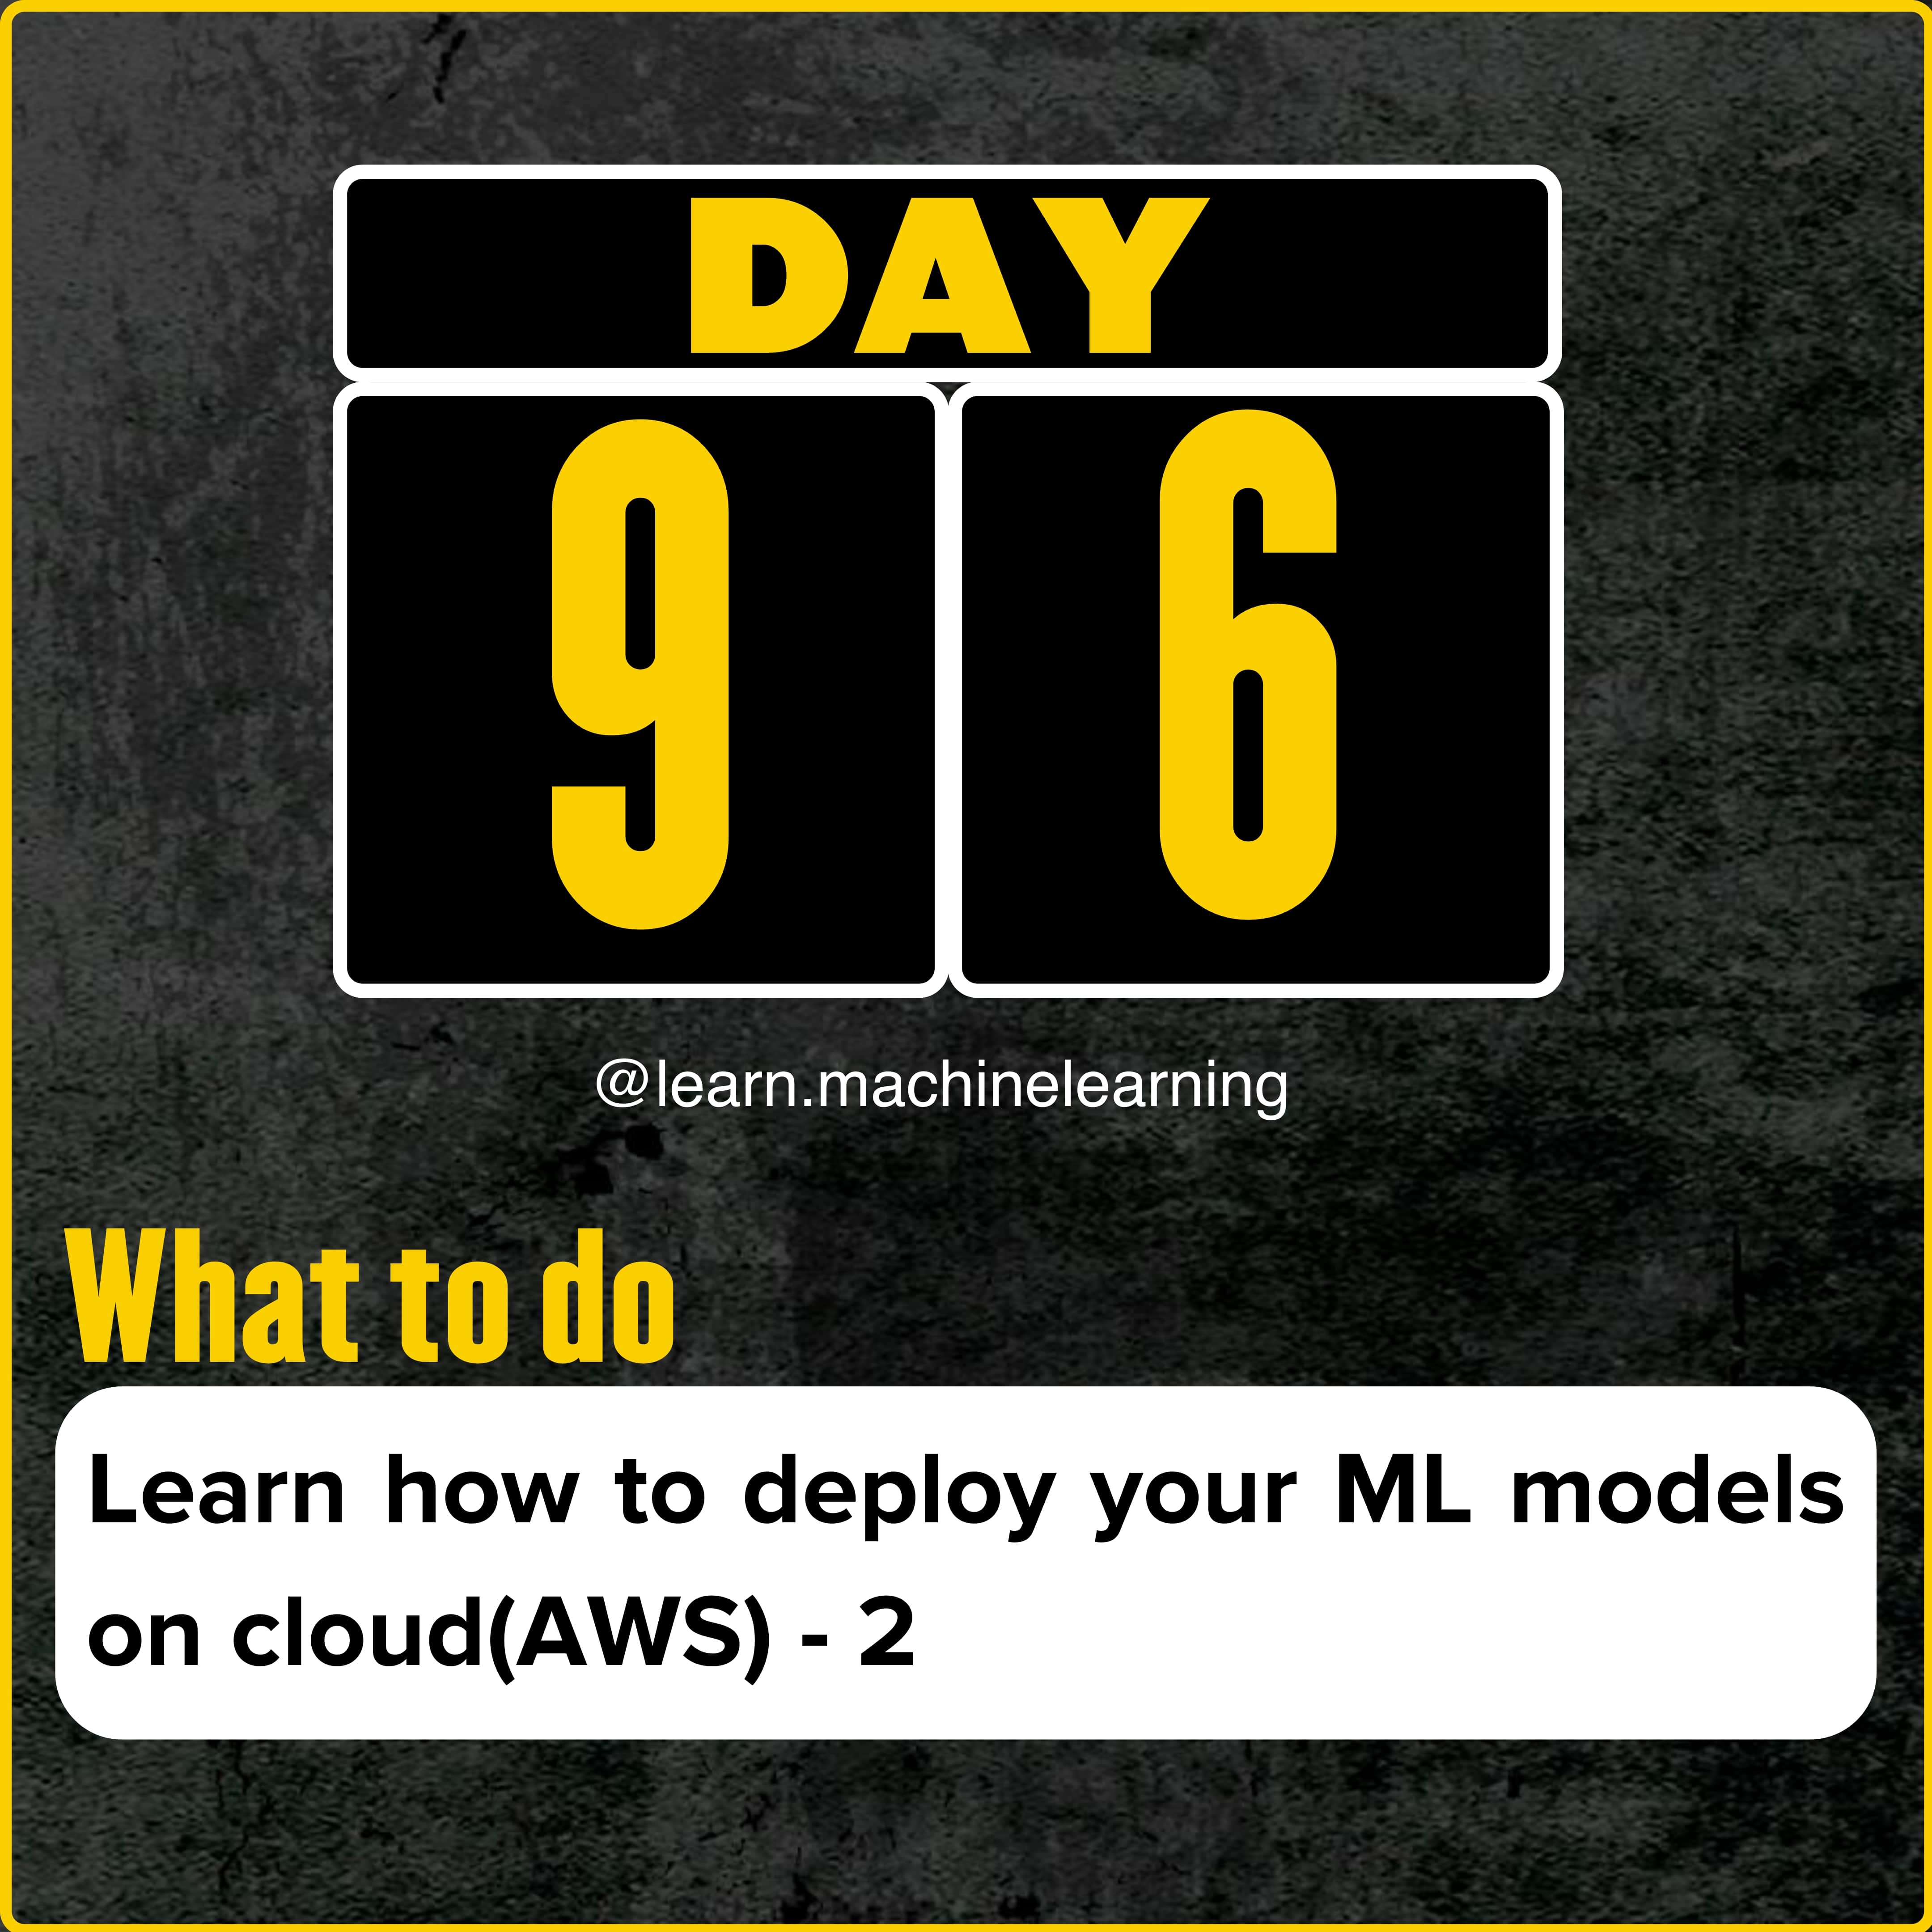 DAY
9 6
@learn.machinelearning
What to do
Learn how to deploy your ML models
on cloud(AWS) - 2